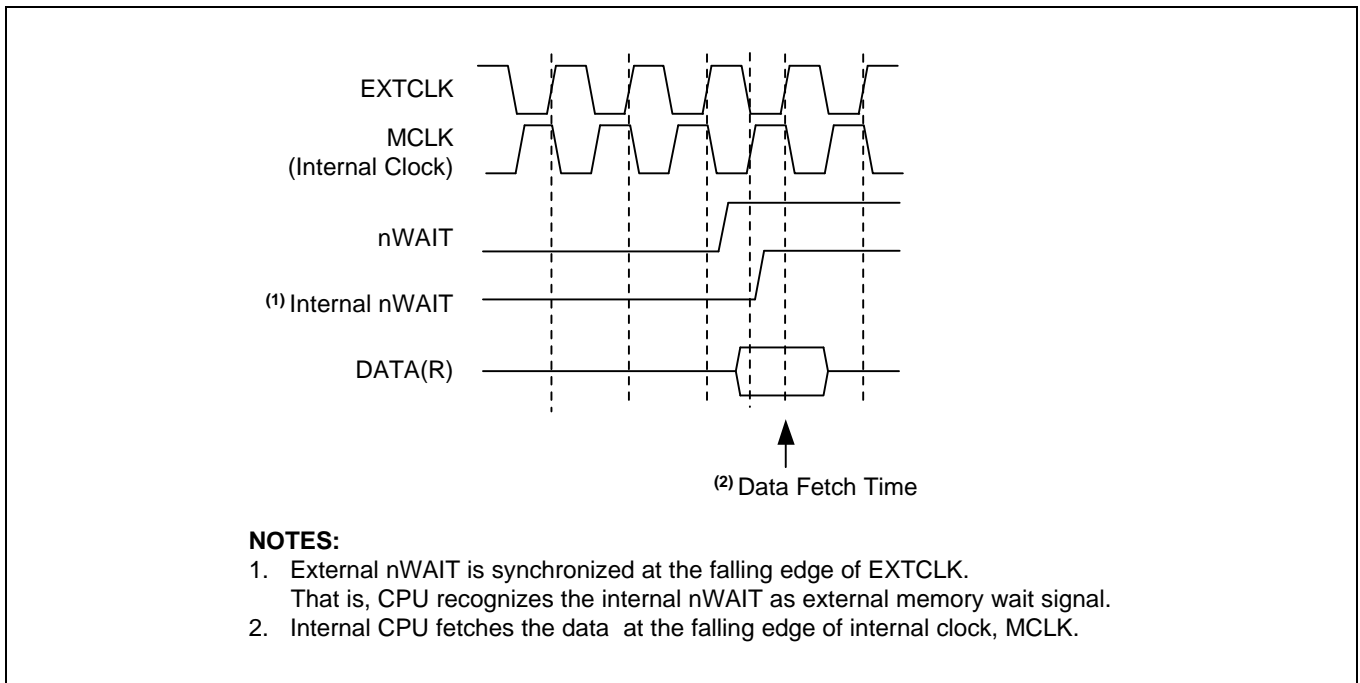 EXTCLK
MCLK
(Internal Clock)
nWAIT
(1) Internal nWAIT
DATA(R)
(2) Data Fetch Time
NOTES:
1. External nWAIT is synchronized at the falling edge of EXTCLK.
That is, CPU recognizes the internal nWAIT as external memory wait signal.
2. Internal CPU fetches the data at the falling edge of internal clock, MCLK.